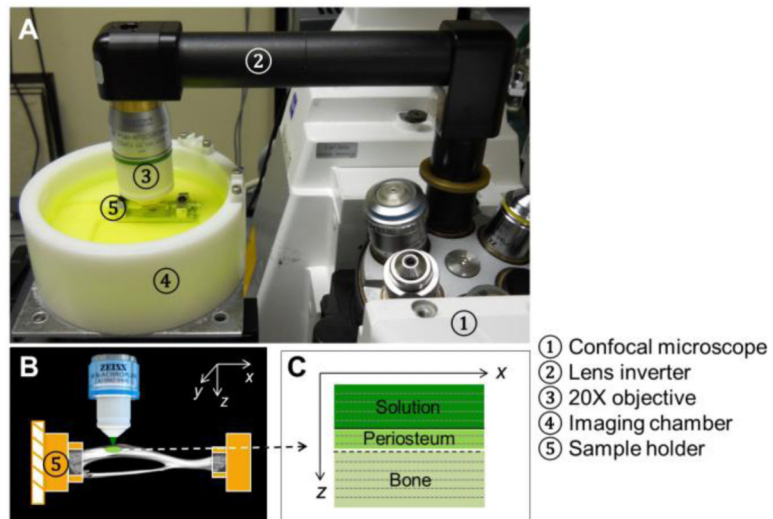 A
②
③
⑤
④
①
① Confocal microscope
② Lens inverter
③ 20X objective
④ Imaging chamber
⑤ Sample holder
B
ZEISS
x
y
z
⑤
C
x
Solution
Periosteum
Bone
z